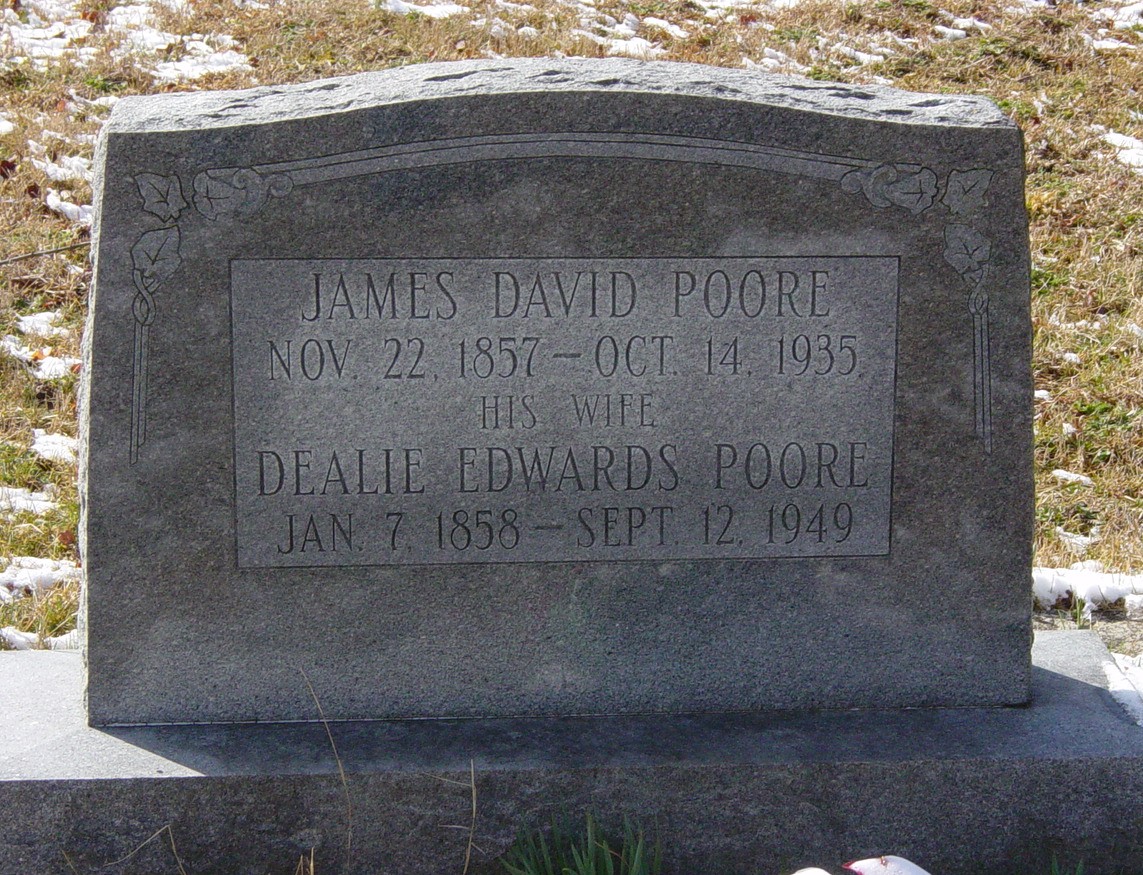 JAMES DAVID POORE
NOV. 22, 1857 — OCT. 14, 1935
HIS WIFE
DEALIE EDWARDS POORE
JAN. 7, 1858 — SEPT. 12, 1949